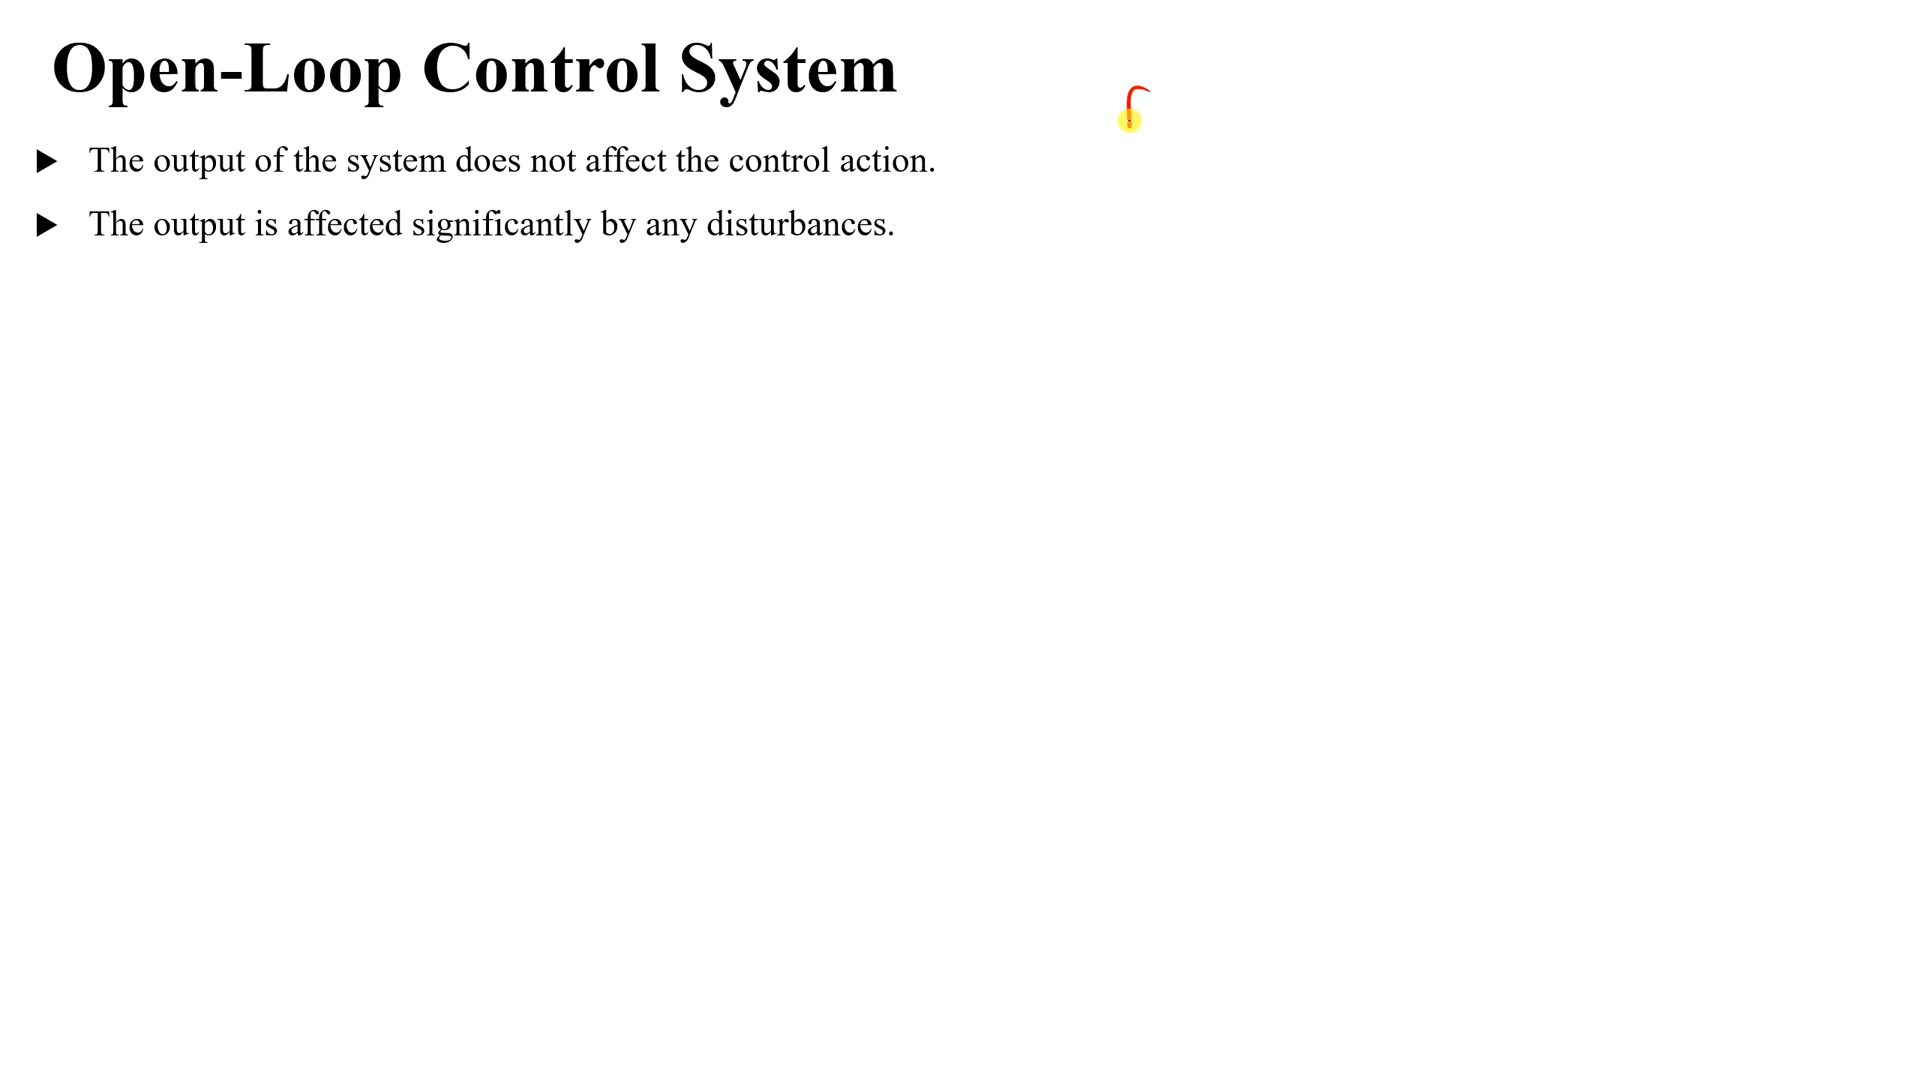 Open-Loop Control System
The output of the system does not affect the control action.
The output is affected significantly by any disturbances.